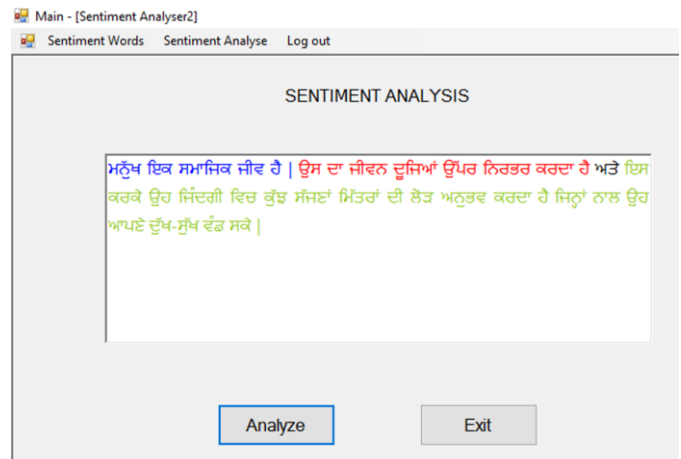 Main - [Sentiment Analyser2]
Sentiment Words Sentiment Analyse Log out
SENTIMENT ANALYSIS
ਮਨੁੱਖ ਇਕ ਸਮਾਜਿਕ ਜੀਵ ਹੈ | ਉਸ ਦਾ ਜੀਵਨ ਦੂਜਿਆਂ ਉੱਪਰ ਨਿਰਭਰ ਕਰਦਾ ਹੈ ਅਤੇ ਇਸ
ਕਰਕੇ ਉਹ ਜਿੰਦਗੀ ਵਿਚ ਕੁੱਝ ਸੱਜਣਾਂ ਮਿੱਤਰਾਂ ਦੀ ਲੋੜ ਅਨੁਭਵ ਕਰਦਾ ਹੈ ਜਿਨ੍ਹਾਂ ਨਾਲ ਉਹ
ਆਪਣੇ ਦੁੱਖ-ਸੁੱਖ ਵੰਡ ਸਕੇ |
Analyze Exit